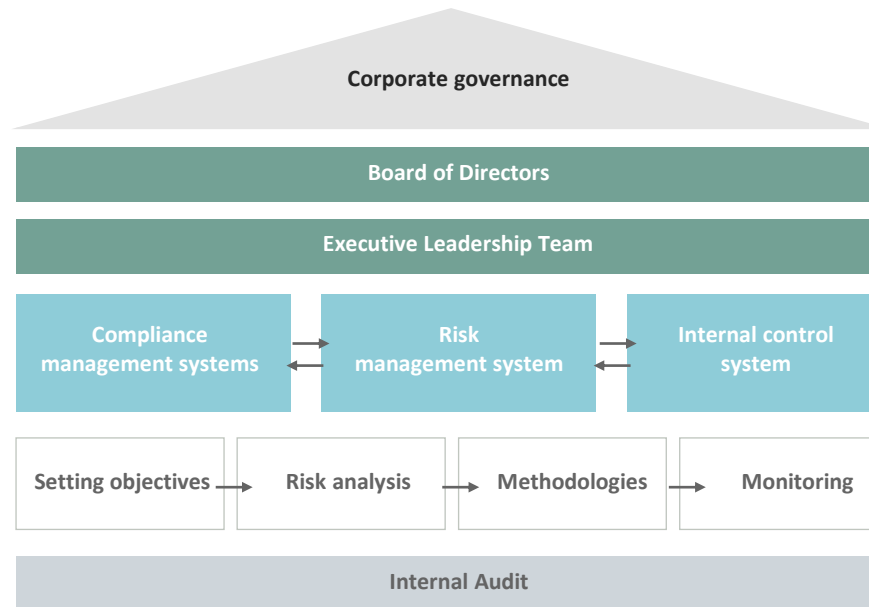 Corporate governance
Board of Directors
Executive Leadership Team
Compliance
management systems
Risk
management system
Internal control
system
Setting objectives
Risk analysis
Methodologies
Monitoring
Internal Audit